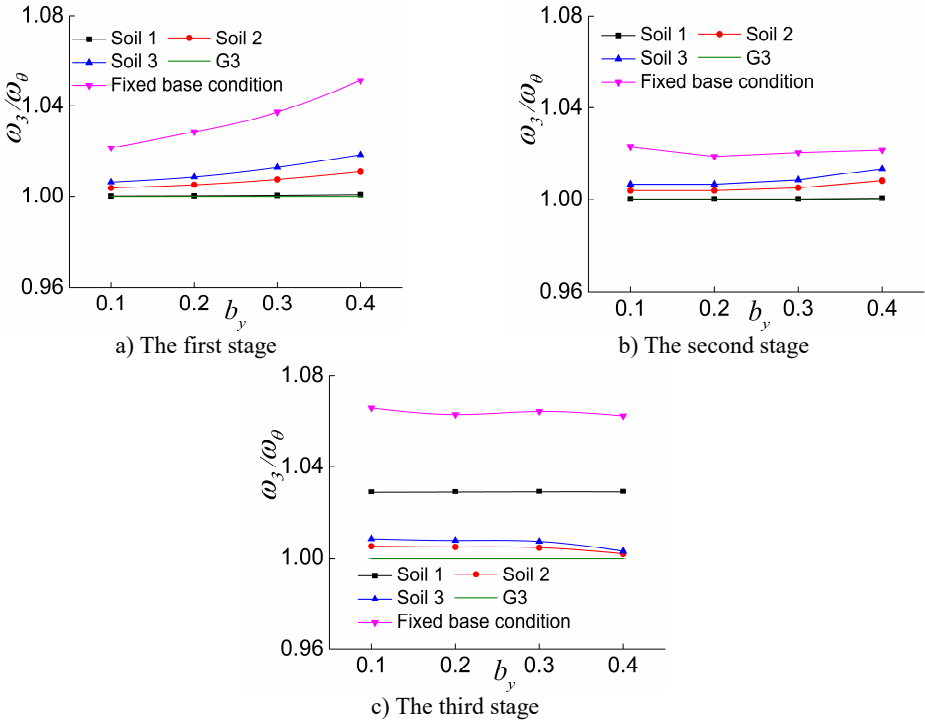 1.08
1.04
1.00
0.96
ω3/ωθ
Soil 1 Soil 2
Soil 3 G3
Fixed base condition
0.1 0.2 0.3 0.4
by
a) The first stage
1.08
1.04
1.00
0.96
ω3/ωθ
Soil 1 Soil 2
Soil 3 G3
Fixed base condition
0.1 0.2 0.3 0.4
by
b) The second stage
1.08
1.04
1.00
0.96
ω3/ωθ
Soil 1 Soil 2
Soil 3 G3
Fixed base condition
0.1 0.2 0.3 0.4
by
c) The third stage